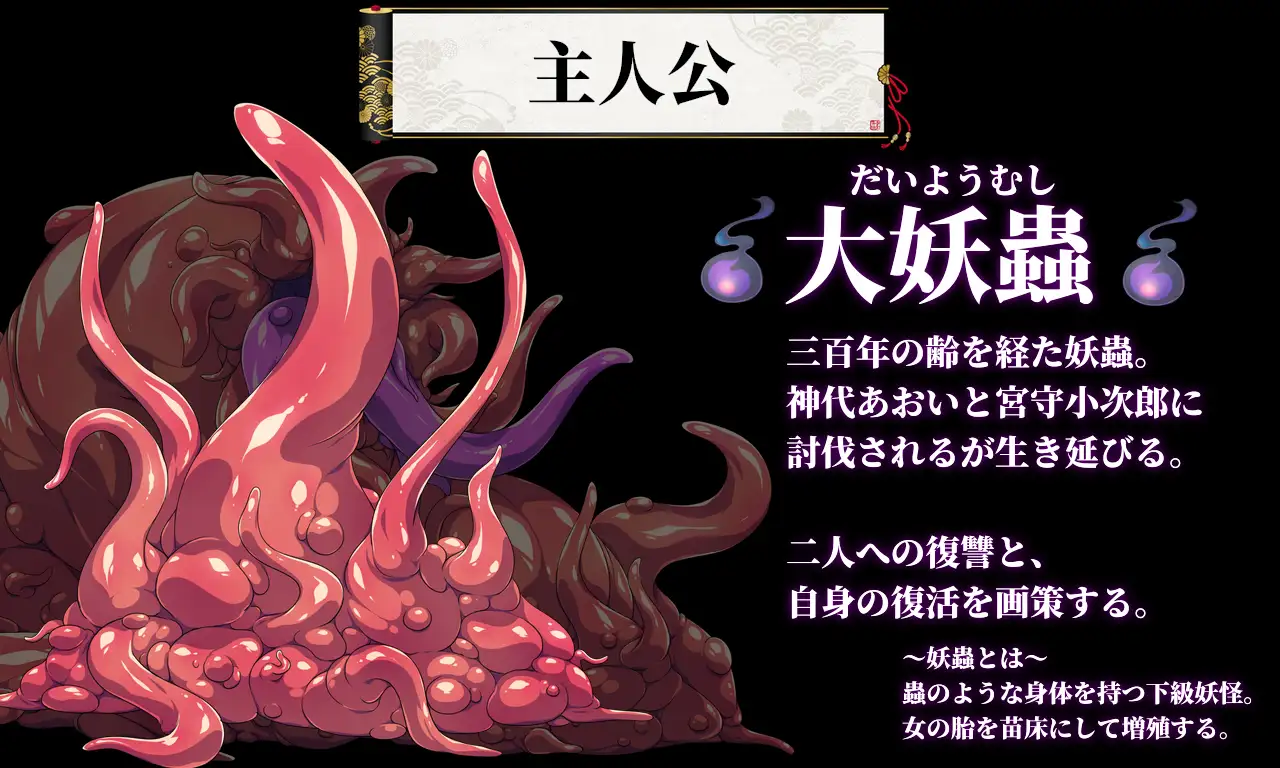 主人公
だいようむし
大妖蟲
三百年の齢を経た妖蟲。
神代あおいと宮守小次郎に
討伐されるが生き延びる。
二人への復讐と、
自身の復活を画策する。
～妖蟲とは～
蟲のような身体を持つ下級妖怪。
女の胎を苗床にして増殖する。